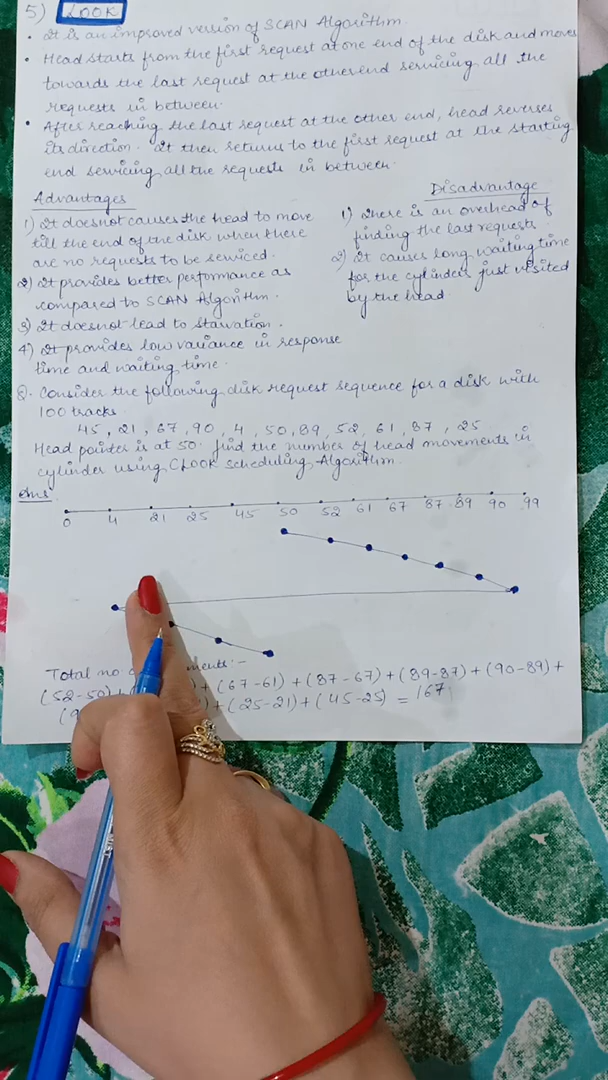 5) LOOK
• It is an improved version of SCAN Algorithm.
• Head starts from the first request at one end of the disk and moves
towards the last request at the other end servicing all the
requests in between.
• After reaching the last request at the other end, head reverses
its direction. It then returns to the first request at the starting
end servicing all the requests in between.
Advantages
1) It doesnot causes the head to move
till the end of the disk when there
are no requests to be serviced.
2) It provides better performance as
compared to SCAN Algorithm.
3) It doesnot lead to starvation.
4) It provides low variance in response
time and waiting time.
Disadvantage
1) There is an overhead of
finding the last requests.
2) It causes long waiting time
for the cylinders just visited
by the head.
Q. Consider the following disk request sequence for a disk with
100 tracks
45, 21, 67, 90, 4, 50, 89, 52, 61, 87, 25
Head pointer is at 50. find the number of head movements in
cylinder using CLOOK scheduling Algorithm.
Ans
0 4 21 25 45 50 52 61 67 87 89 90 99
Total no. ments:-
(52-50) + + (67-61) + (87-67) + (89-87) + (90-89) +
(9 + (25-21) + (45-25) = 167